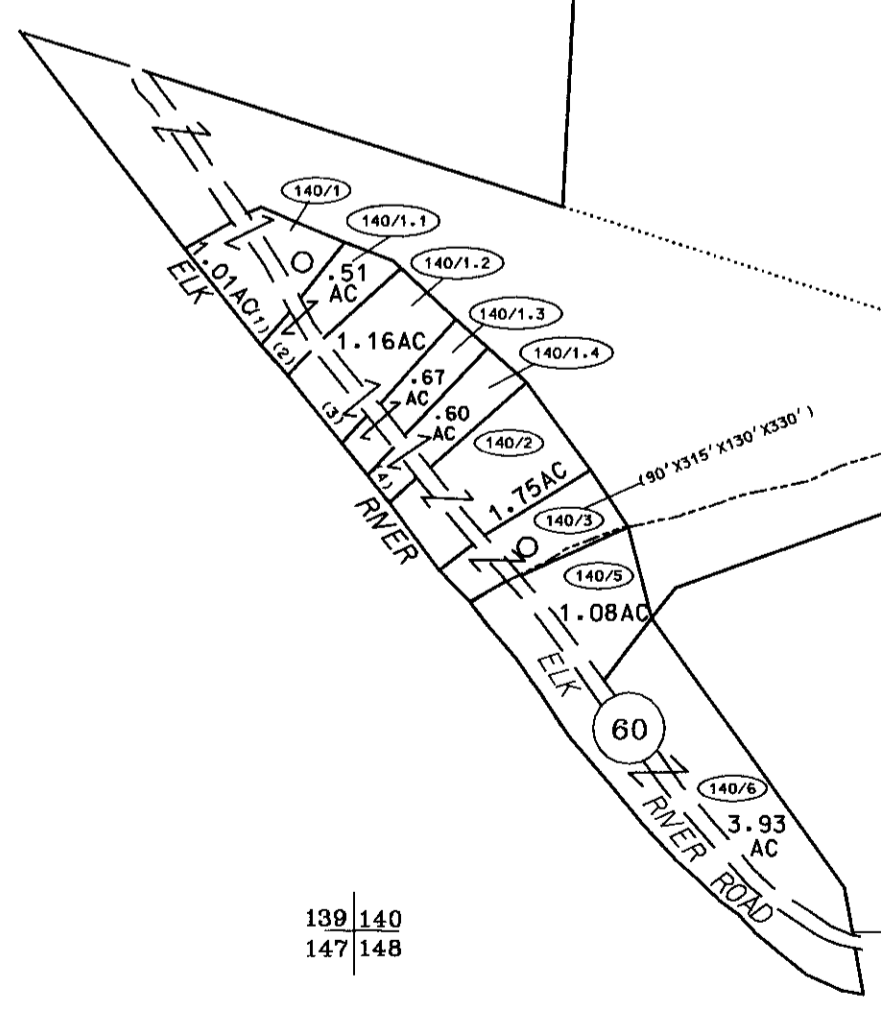 140/1
140/1.1
140/1.2
140/1.3
140/1.4
1.01AC(1)
.51
AC
ELK
(2)
1.16AC
.67
AC
(3)
.60
AC
140/2
(4)
1.75AC
(90'X315'X130'X330')
140/3
RIVER
140/5
1.08AC
ELK
60
140/6
3.93
AC
RIVER ROAD
139 140
147 148